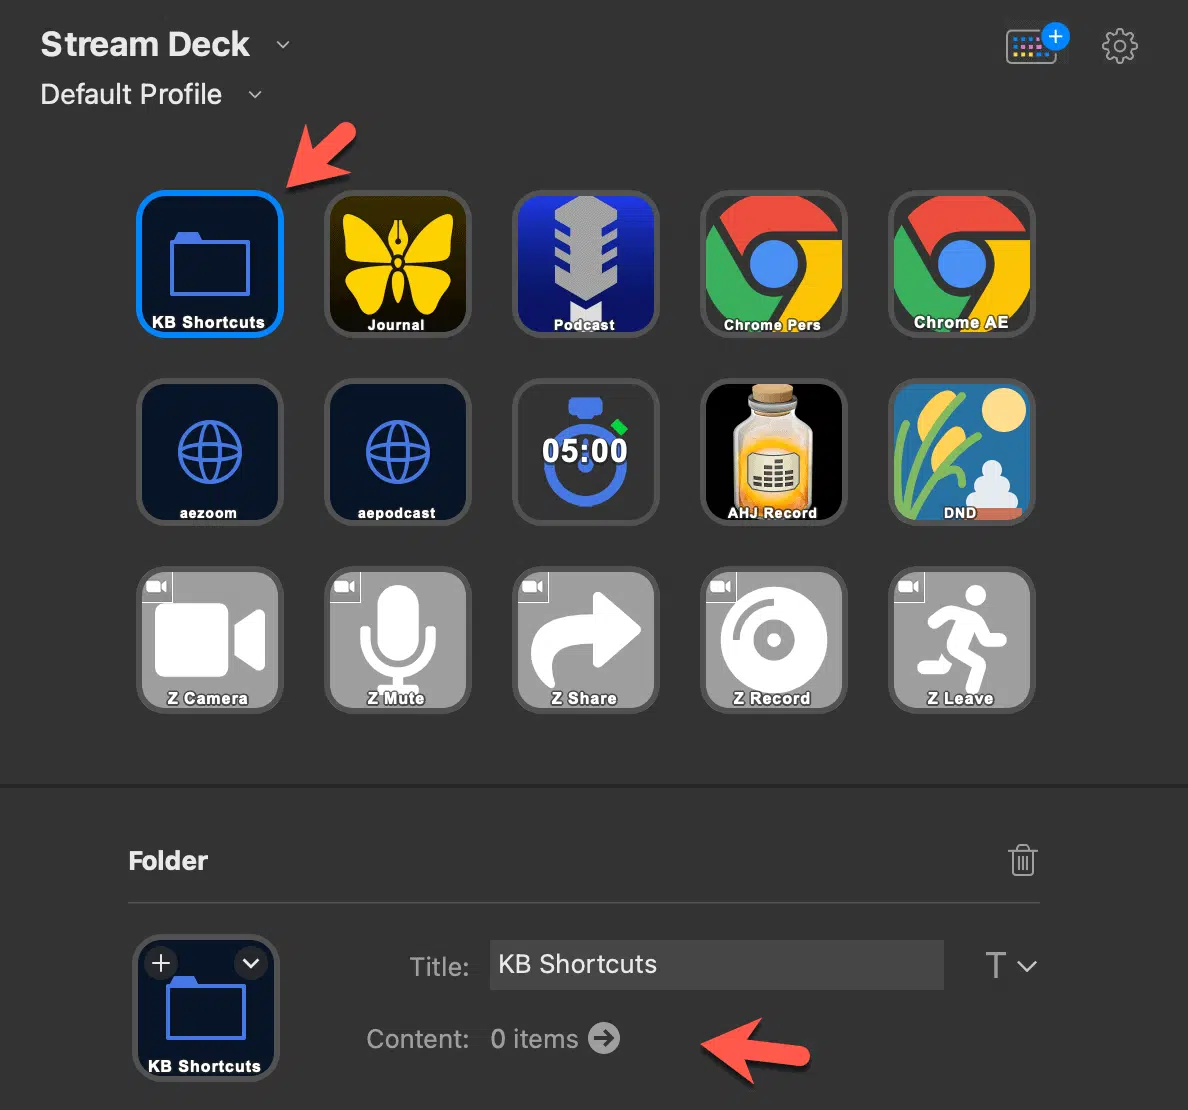 Stream Deck
Default Profile
KB Shortcuts
Journal
Podcast
Chrome Pers
Chrome AE
aezoom
aepodcast
05:00
AHJ Record
DND
Z Camera
Z Mute
Z Share
Z Record
Z Leave
Folder
KB Shortcuts
Title: KB Shortcuts T
Content: 0 items